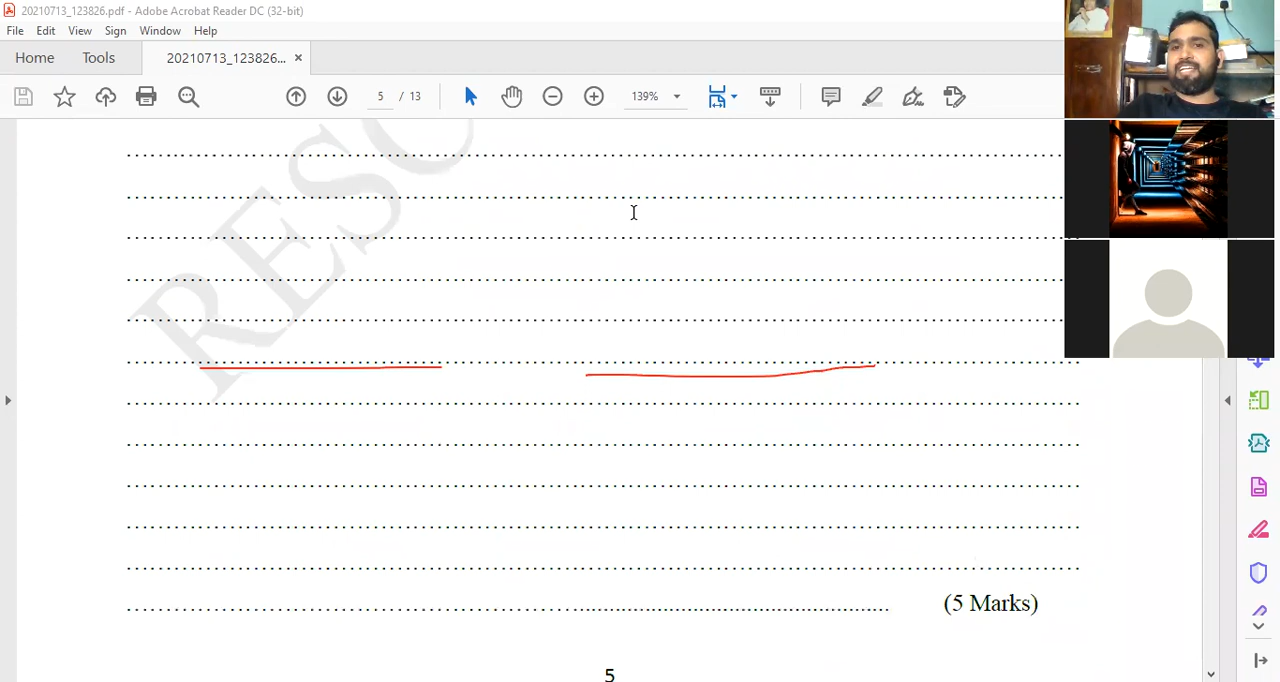 20210713_123826.pdf - Adobe Acrobat Reader DC (32-bit)
File Edit View Sign Window Help
Home Tools 20210713_123826... ×
5 / 13 139%
RESC
(5 Marks)
5